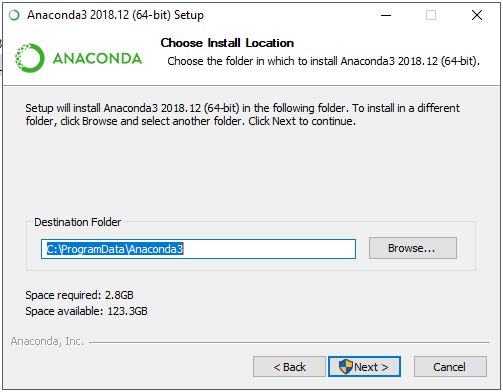 Anaconda3 2018.12 (64-bit) Setup
Choose Install Location
ANACONDA
Choose the folder in which to install Anaconda3 2018.12 (64-bit).
Setup will install Anaconda3 2018.12 (64-bit) in the following folder. To install in a different
folder, click Browse and select another folder. Click Next to continue.
Destination Folder
C:\ProgramData\Anaconda3
Browse...
Space required: 2.8GB
Space available: 123.3GB
Anaconda, Inc.
< Back
Next >
Cancel